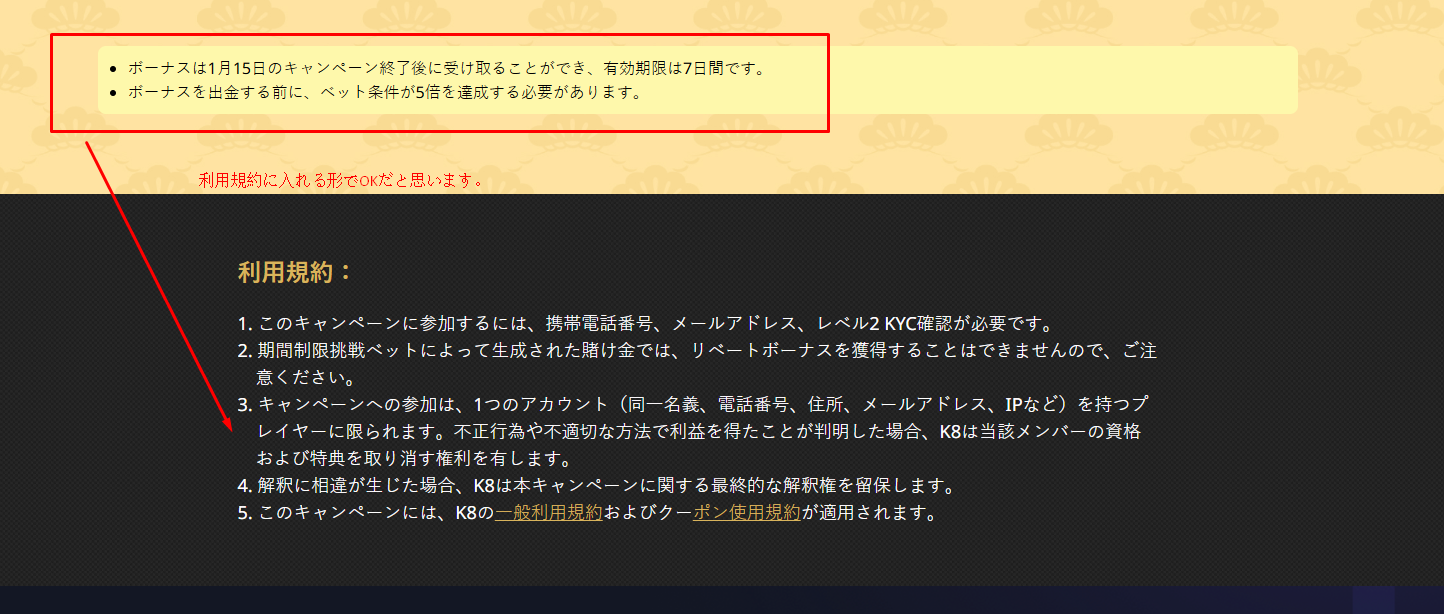 • ボーナスは1月15日のキャンペーン終了後に受け取ることができ、有効期限は7日間です。
• ボーナスを出金する前に、ベット条件が5倍を達成する必要があります。
利用規約に入れる形でOKだと思います。
利用規約：
1. このキャンペーンに参加するには、携帯電話番号、メールアドレス、レベル2 KYC確認が必要です。
2. 期間制限挑戦ベットによって生成された賭け金では、リベートボーナスを獲得することはできませんので、ご注
意ください。
3. キャンペーンへの参加は、1つのアカウント（同一名義、電話番号、住所、メールアドレス、IPなど）を持つプ
レイヤーに限られます。不正行為や不適切な方法で利益を得たことが判明した場合、K8は当該メンバーの資格
および特典を取り消す権利を有します。
4. 解釈に相違が生じた場合、K8は本キャンペーンに関する最終的な解釈権を留保します。
5. このキャンペーンには、K8の一般利用規約およびクーポン使用規約が適用されます。